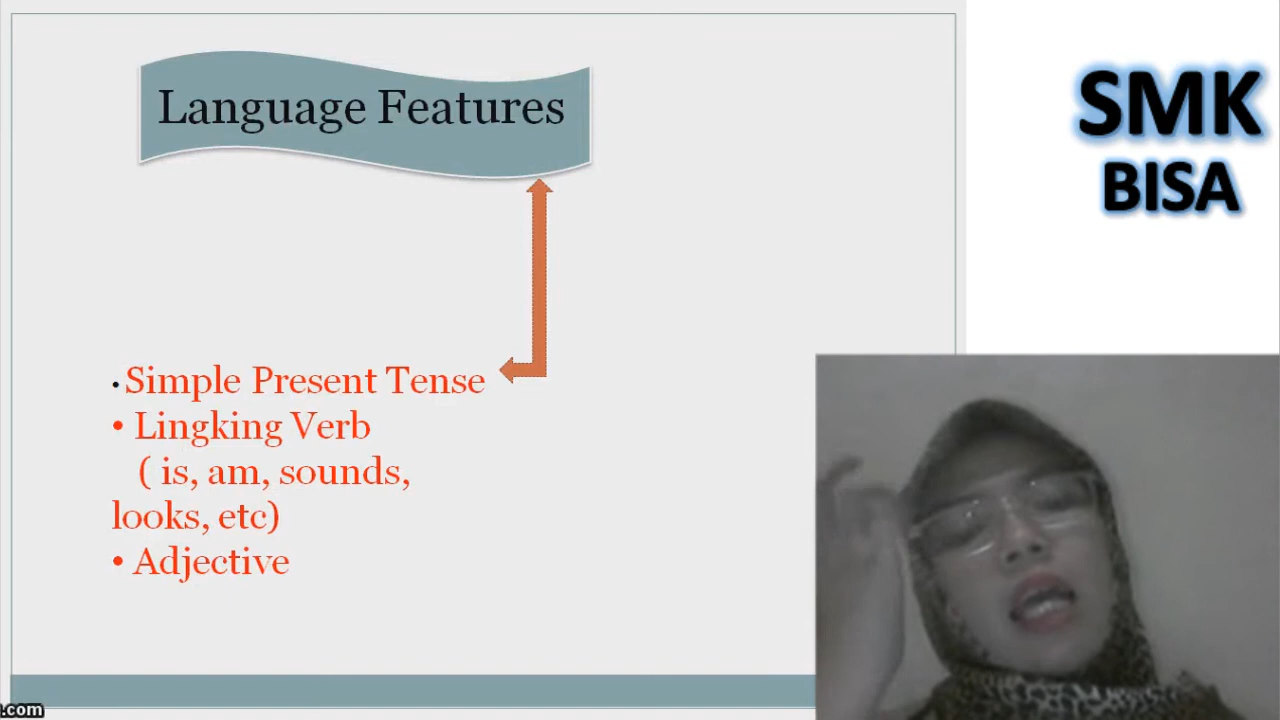 Language Features
SMK
BISA
•Simple Present Tense
• Lingking Verb
( is, am, sounds,
looks, etc)
• Adjective
.com